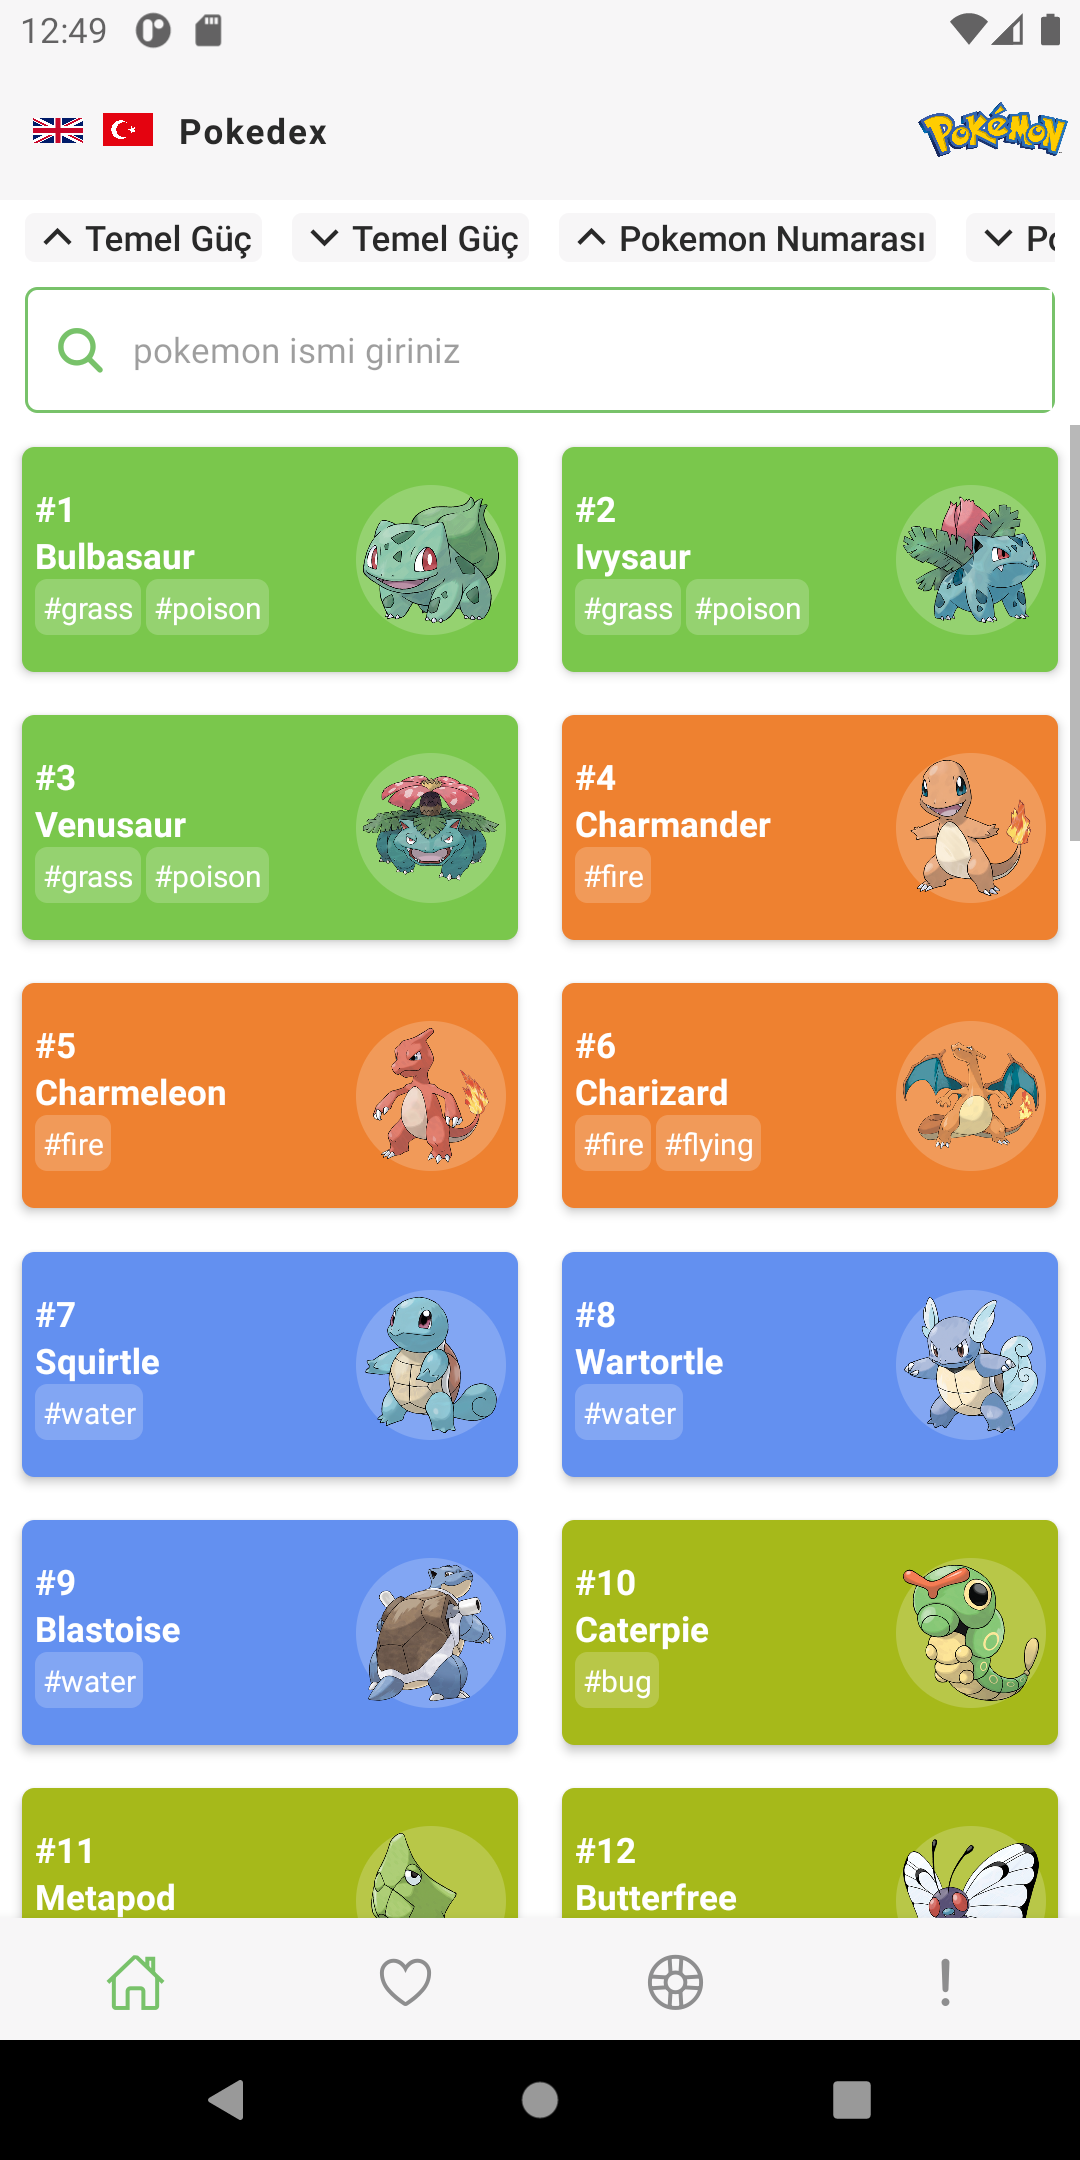 12:49
Pokedex
POKéMON
Temel Güç
Temel Güç
Pokemon Numarası
pokemon ismi giriniz
#1
Bulbasaur
#grass #poison
#2
Ivysaur
#grass #poison
#3
Venusaur
#grass #poison
#4
Charmander
#fire
#5
Charmeleon
#fire
#6
Charizard
#fire #flying
#7
Squirtle
#water
#8
Wartortle
#water
#9
Blastoise
#water
#10
Caterpie
#bug
#11
Metapod
#12
Butterfree